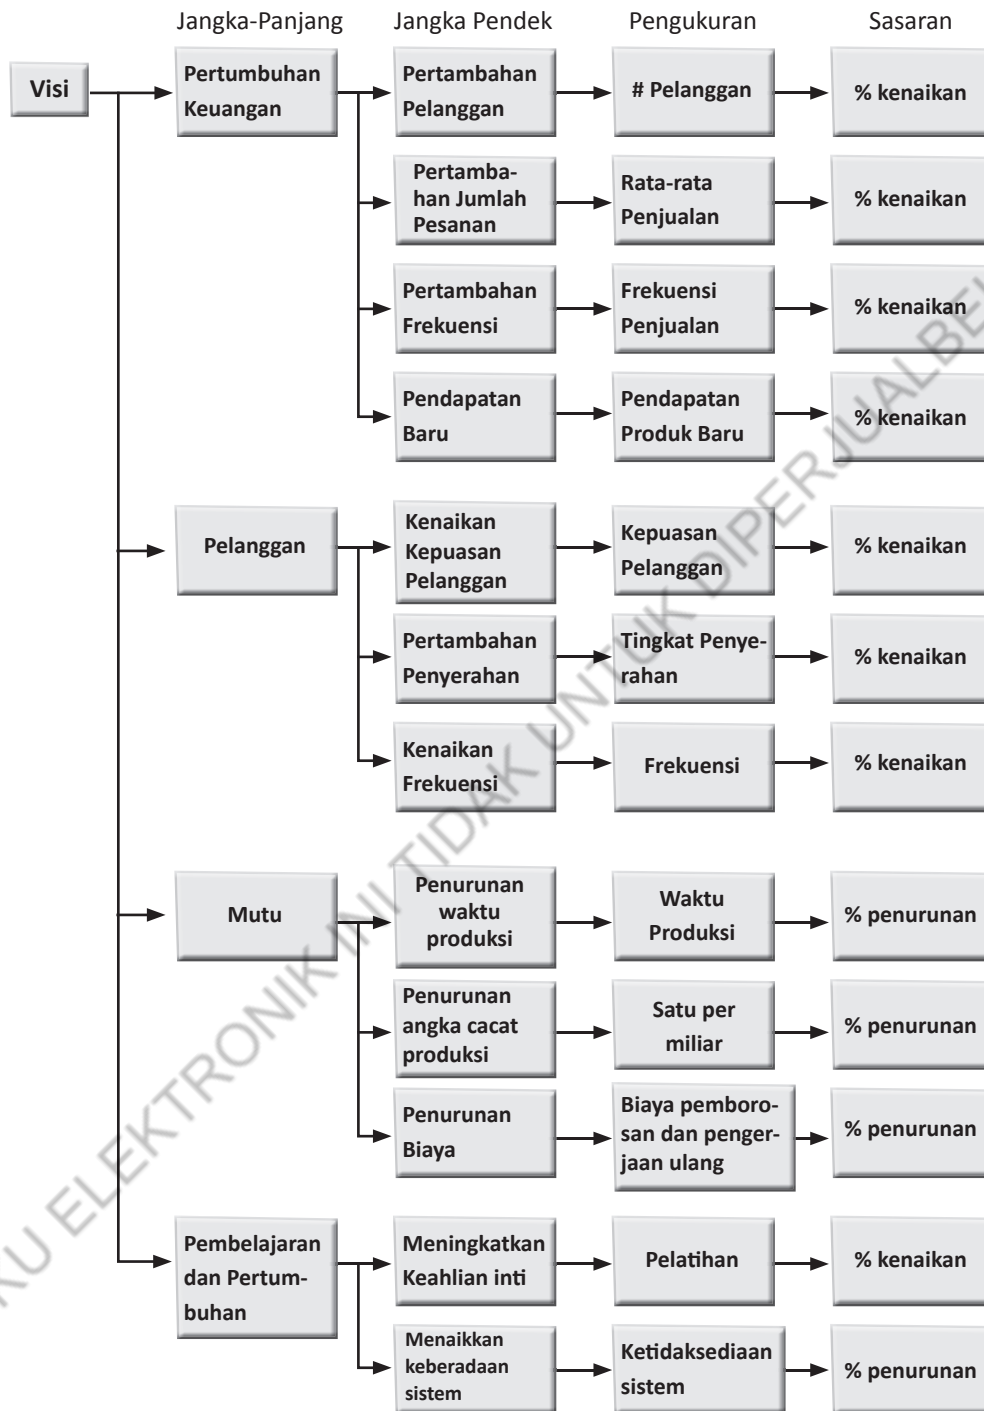 Jangka-Panjang Jangka Pendek Pengukuran Sasaran
Visi
Pertumbuhan
Keuangan
Pertambahan
Pelanggan
# Pelanggan
% kenaikan
Pertamba-
han Jumlah
Pesanan
Rata-rata
Penjualan
% kenaikan
Pertambahan
Frekuensi
Frekuensi
Penjualan
% kenaikan
Pendapatan
Baru
Pendapatan
Produk Baru
% kenaikan
Pelanggan
Kenaikan
Kepuasan
Pelanggan
Kepuasan
Pelanggan
% kenaikan
Pertambahan
Penyerahan
Tingkat Penye-
rahan
% kenaikan
Kenaikan
Frekuensi
Frekuensi
% kenaikan
Mutu
Penurunan
waktu
produksi
Waktu
Produksi
% penurunan
Penurunan
angka cacat
produksi
Satu per
miliar
% penurunan
Penurunan
Biaya
Biaya pemboro-
san dan penger-
jaan ulang
% penurunan
Pembelajaran
dan Pertum-
buhan
Meningkatkan
Keahlian inti
Pelatihan
% kenaikan
Menaikkan
keberadaan
sistem
Ketidaksediaan
sistem
% penurunan
ELEKTRONIK INI TIDAK UNTUK